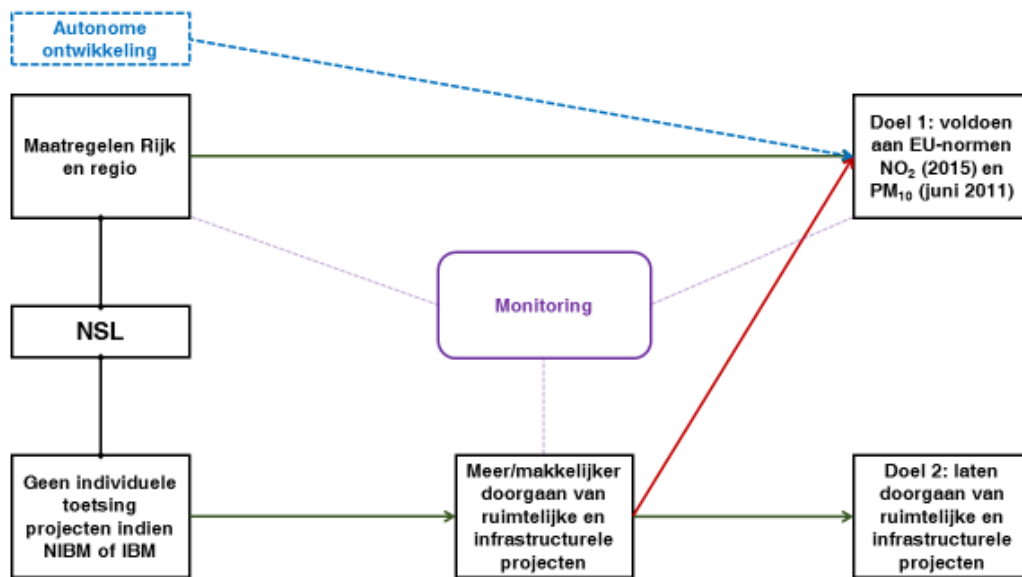 Autonome
ontwikkeling
Maatregelen Rijk
en regio
Doel 1: voldoen
aan EU-normen
NO₂ (2015) en
PM₁₀ (juni 2011)
Monitoring
NSL
Geen individuele
toetsing
projecten indien
NIBM of IBM
Meer/makkelijker
doorgaan van
ruimtelijke en
infrastructurele
projecten
Doel 2: laten
doorgaan van
ruimtelijke en
infrastructurele
projecten